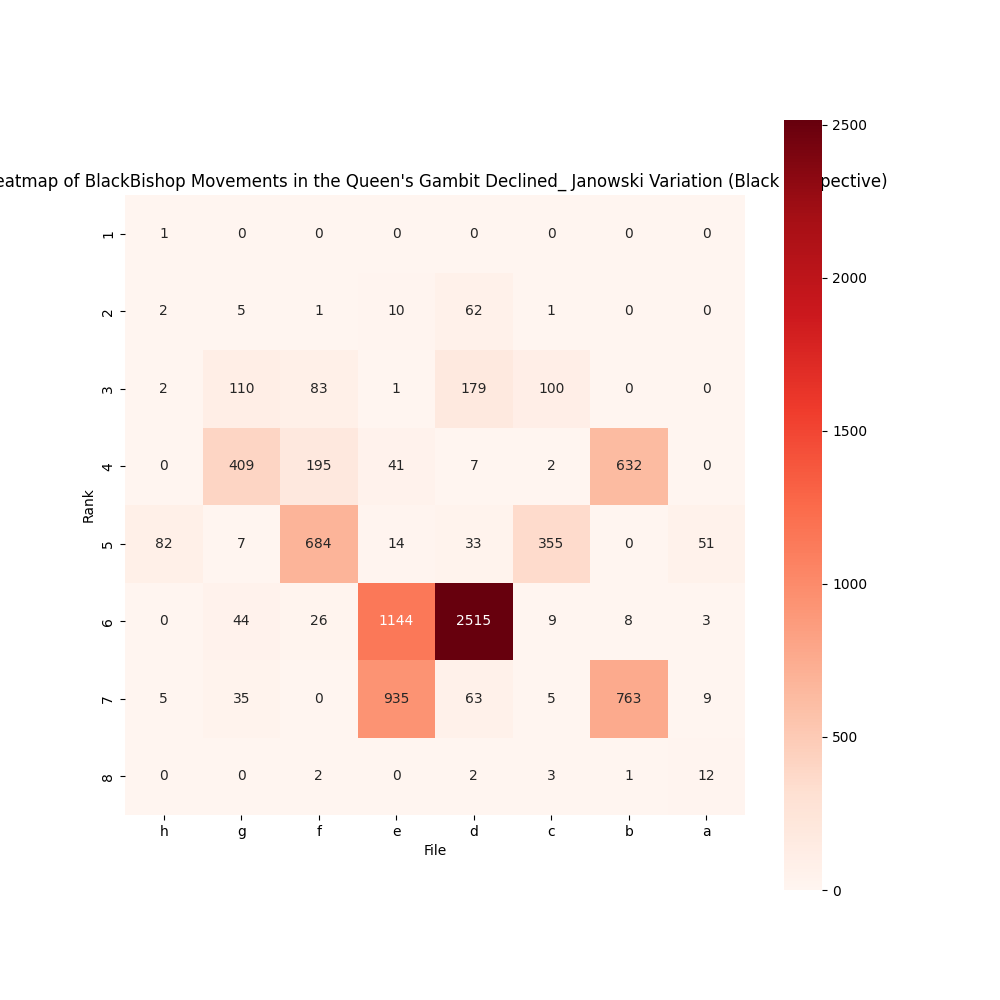 2500
eatmap of BlackBishop Movements in the Queen's Gambit Declined_ Janowski Variation (Black pective)
1 1 0 0 0 0 0 0 0
2000
2 2 5 1 10 62 1 0 0
3 2 110 83 1 179 100 0 0
1500
4 0 409 195 41 7 2 632 0
Rank
5 82 7 684 14 33 355 0 51
1000
6 0 44 26 1144 2515 9 8 3
7 5 35 0 935 63 5 763 9
500
8 0 0 2 0 2 3 1 12
h g f e d c b a
File
0